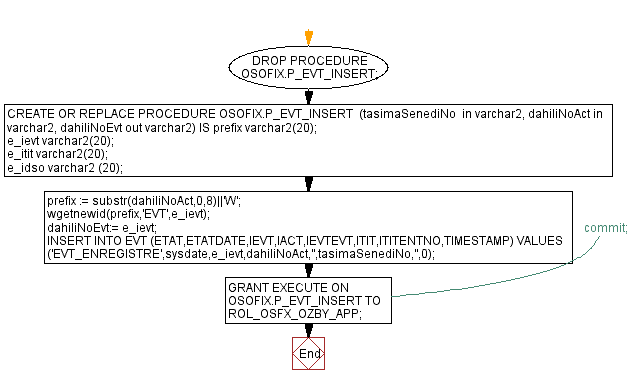 DROP PROCEDURE
OSOFIX.P_EVT_INSERT;
CREATE OR REPLACE PROCEDURE OSOFIX.P_EVT_INSERT (tasimaSenediNo in varchar2, dahiliNoAct in
varchar2, dahiliNoEvt out varchar2) IS prefix varchar2(20);
e_ievt varchar2(20);
e_itit varchar2(20);
e_idso varchar2 (20);
prefix := substr(dahiliNoAct,0,8)||'W';
wgetnewid(prefix,'EVT',e_ievt);
dahiliNoEvt:= e_ievt;
INSERT INTO EVT (ETAT,ETATDATE,IEVT,IACT,IEVTEVT,ITIT,ITITENTNO,TIMESTAMP) VALUES
('EVT_ENREGISTRE',sysdate,e_ievt,dahiliNoAct,'',tasimaSenediNo,'',0);
commit;
GRANT EXECUTE ON
OSOFIX.P_EVT_INSERT TO
ROL_OSFX_OZBY_APP;
End